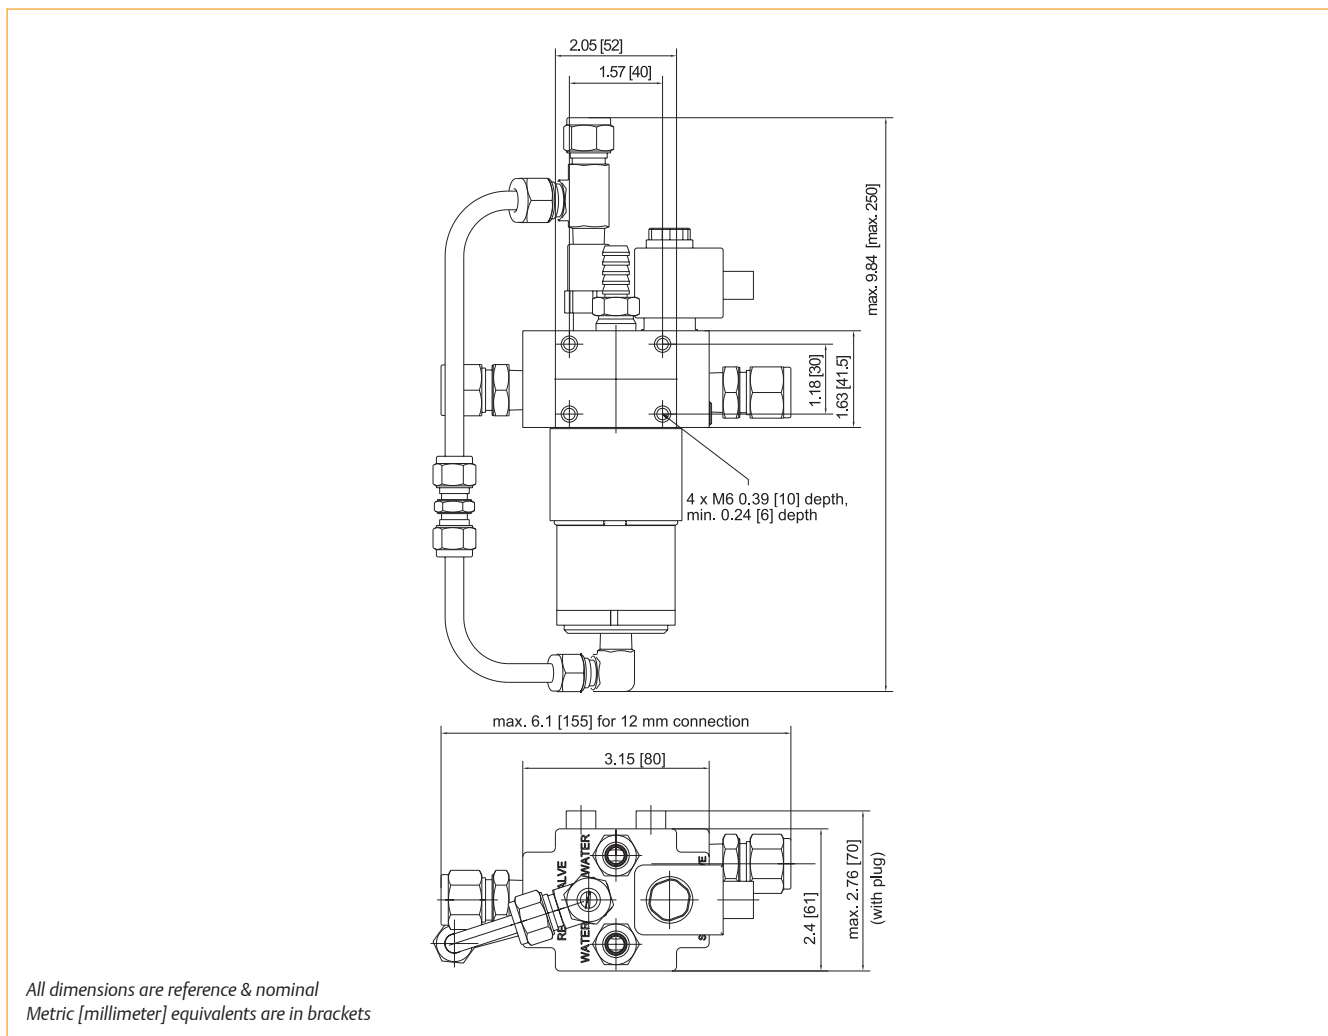 2.05 [52]
1.57 [40]
max. 9.84 [max. 250]
1.18 [30]
1.63 [41.5]
4 x M6 0.39 [10] depth,
min. 0.24 [6] depth
max. 6.1 [155] for 12 mm connection
3.15 [80]
WATER
WATER
2.4 [61]
max. 2.76 [70]
(with plug)
All dimensions are reference & nominal
Metric [millimeter] equivalents are in brackets